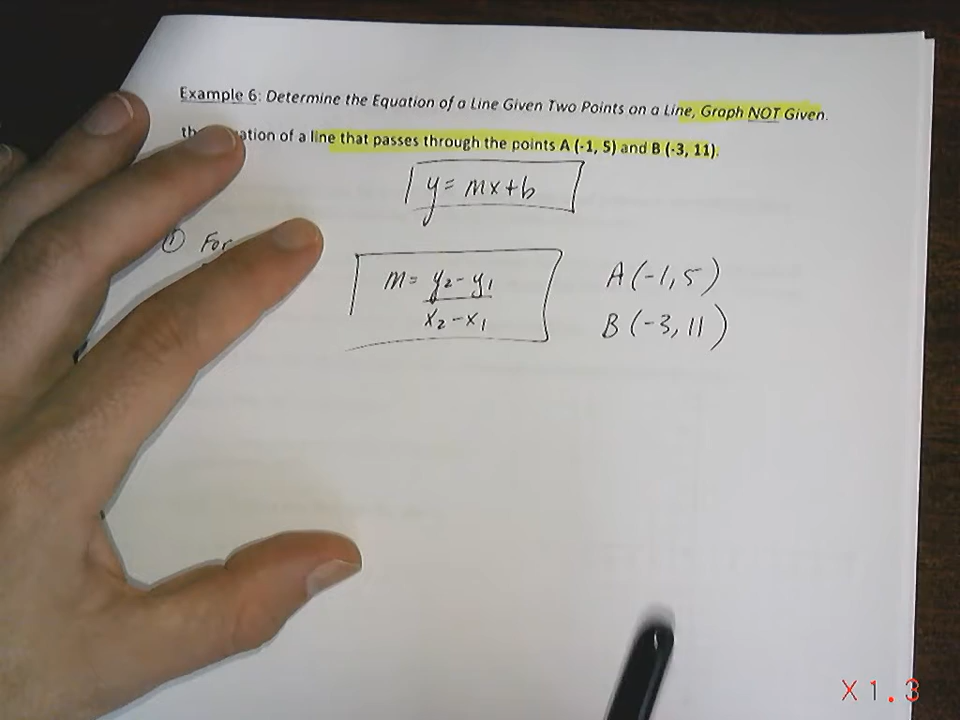 Example 6: Determine the Equation of a Line Given Two Points on a Line, Graph NOT Given.
of a line that passes through the points A (-1, 5) and B (-3, 11).
y = mx+b
① For
m = y₂ - y₁
x₂ - x₁
A (-1, 5)
B (-3, 11)
X 1.3